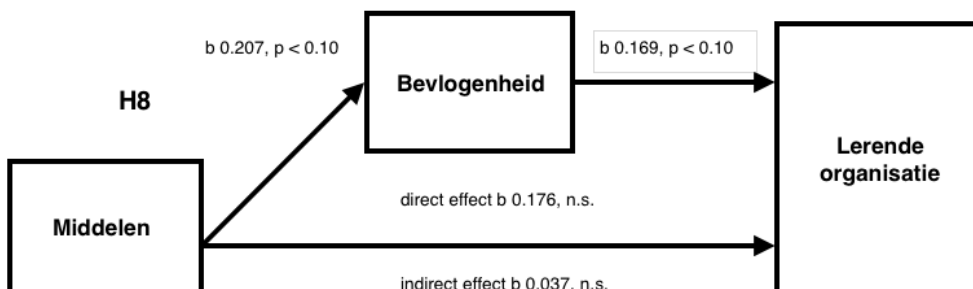 b 0.207, p < 0.10
b 0.169, p < 0.10
Bevlogenheid
H8
Lerende
organisatie
direct effect b 0.176, n.s.
Middelen
indirect effect b 0.037, n.s.